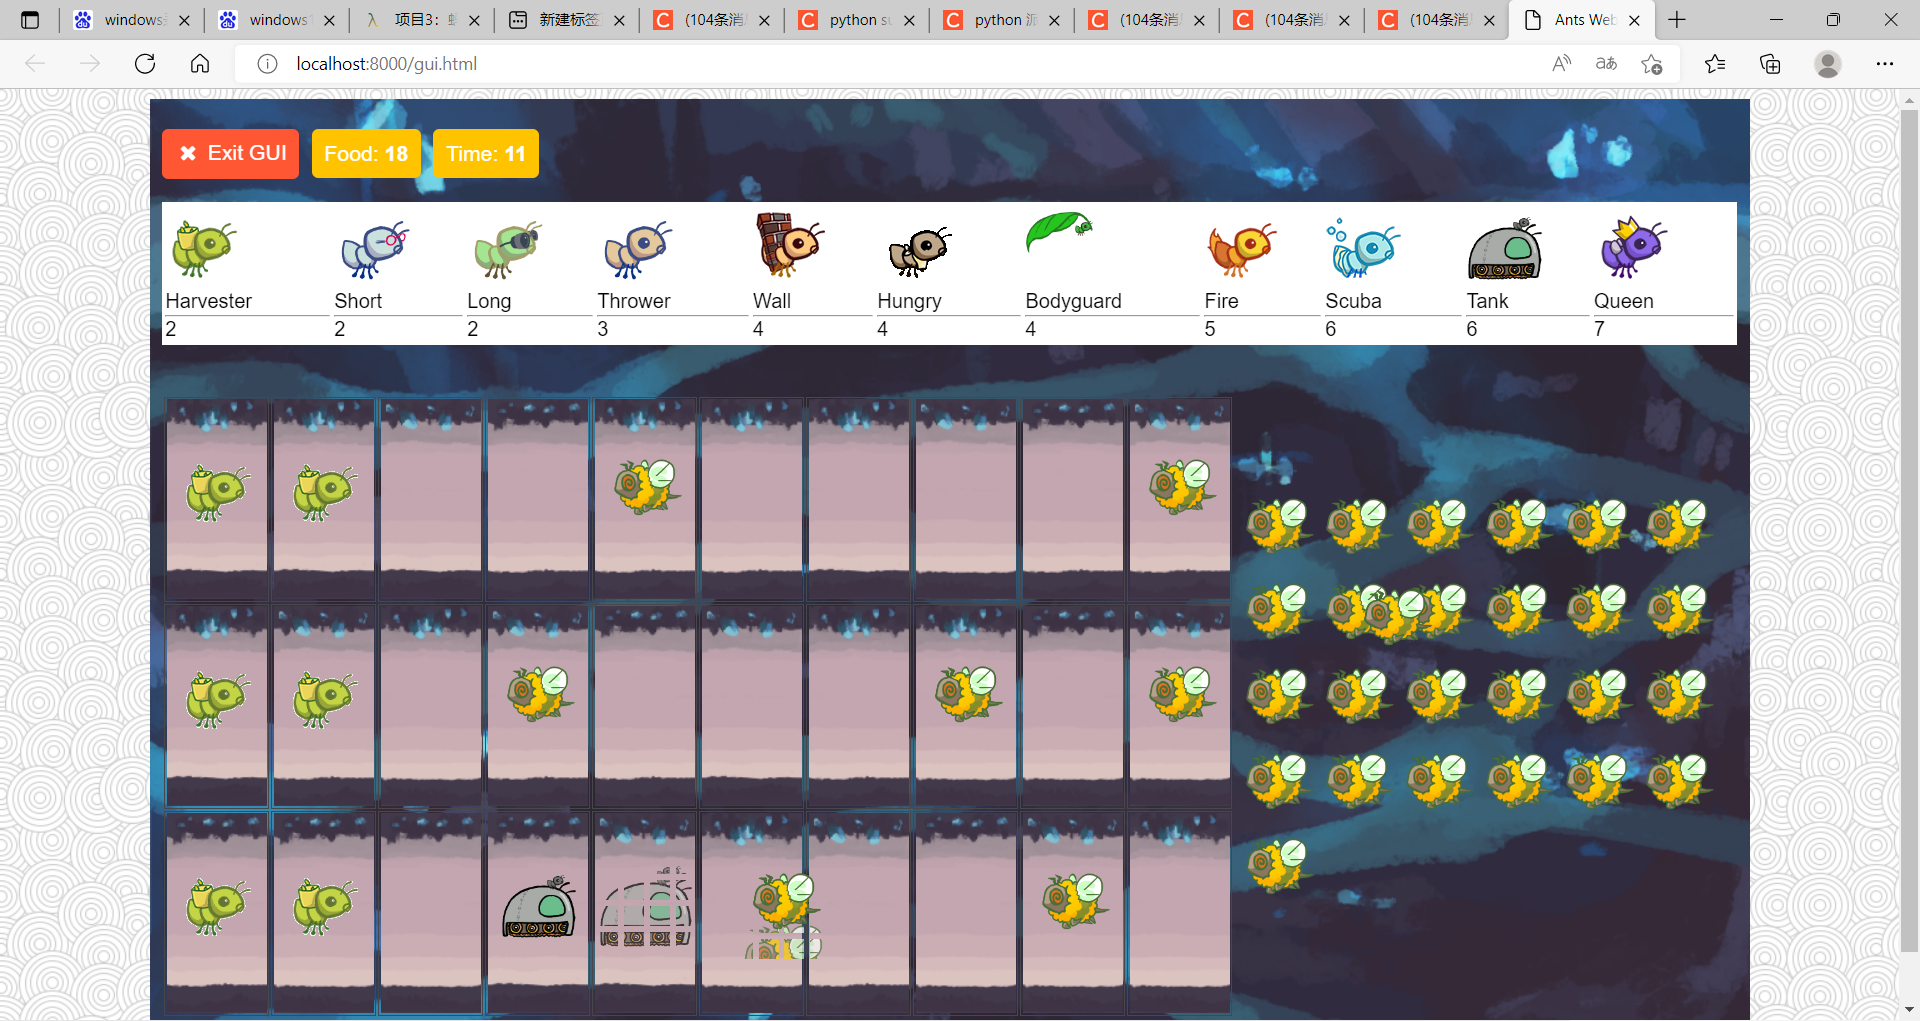 windows
windows
项目3:
新建标签
(104条消
python su
python
(104条消
(104条消
(104条消
Ants Web
localhost:8000/gui.html
✖ Exit GUI
Food: 18
Time: 11
Harvester Short Long Thrower Wall Hungry Bodyguard Fire Scuba Tank Queen
2 2 2 3 4 4 4 5 6 6 7